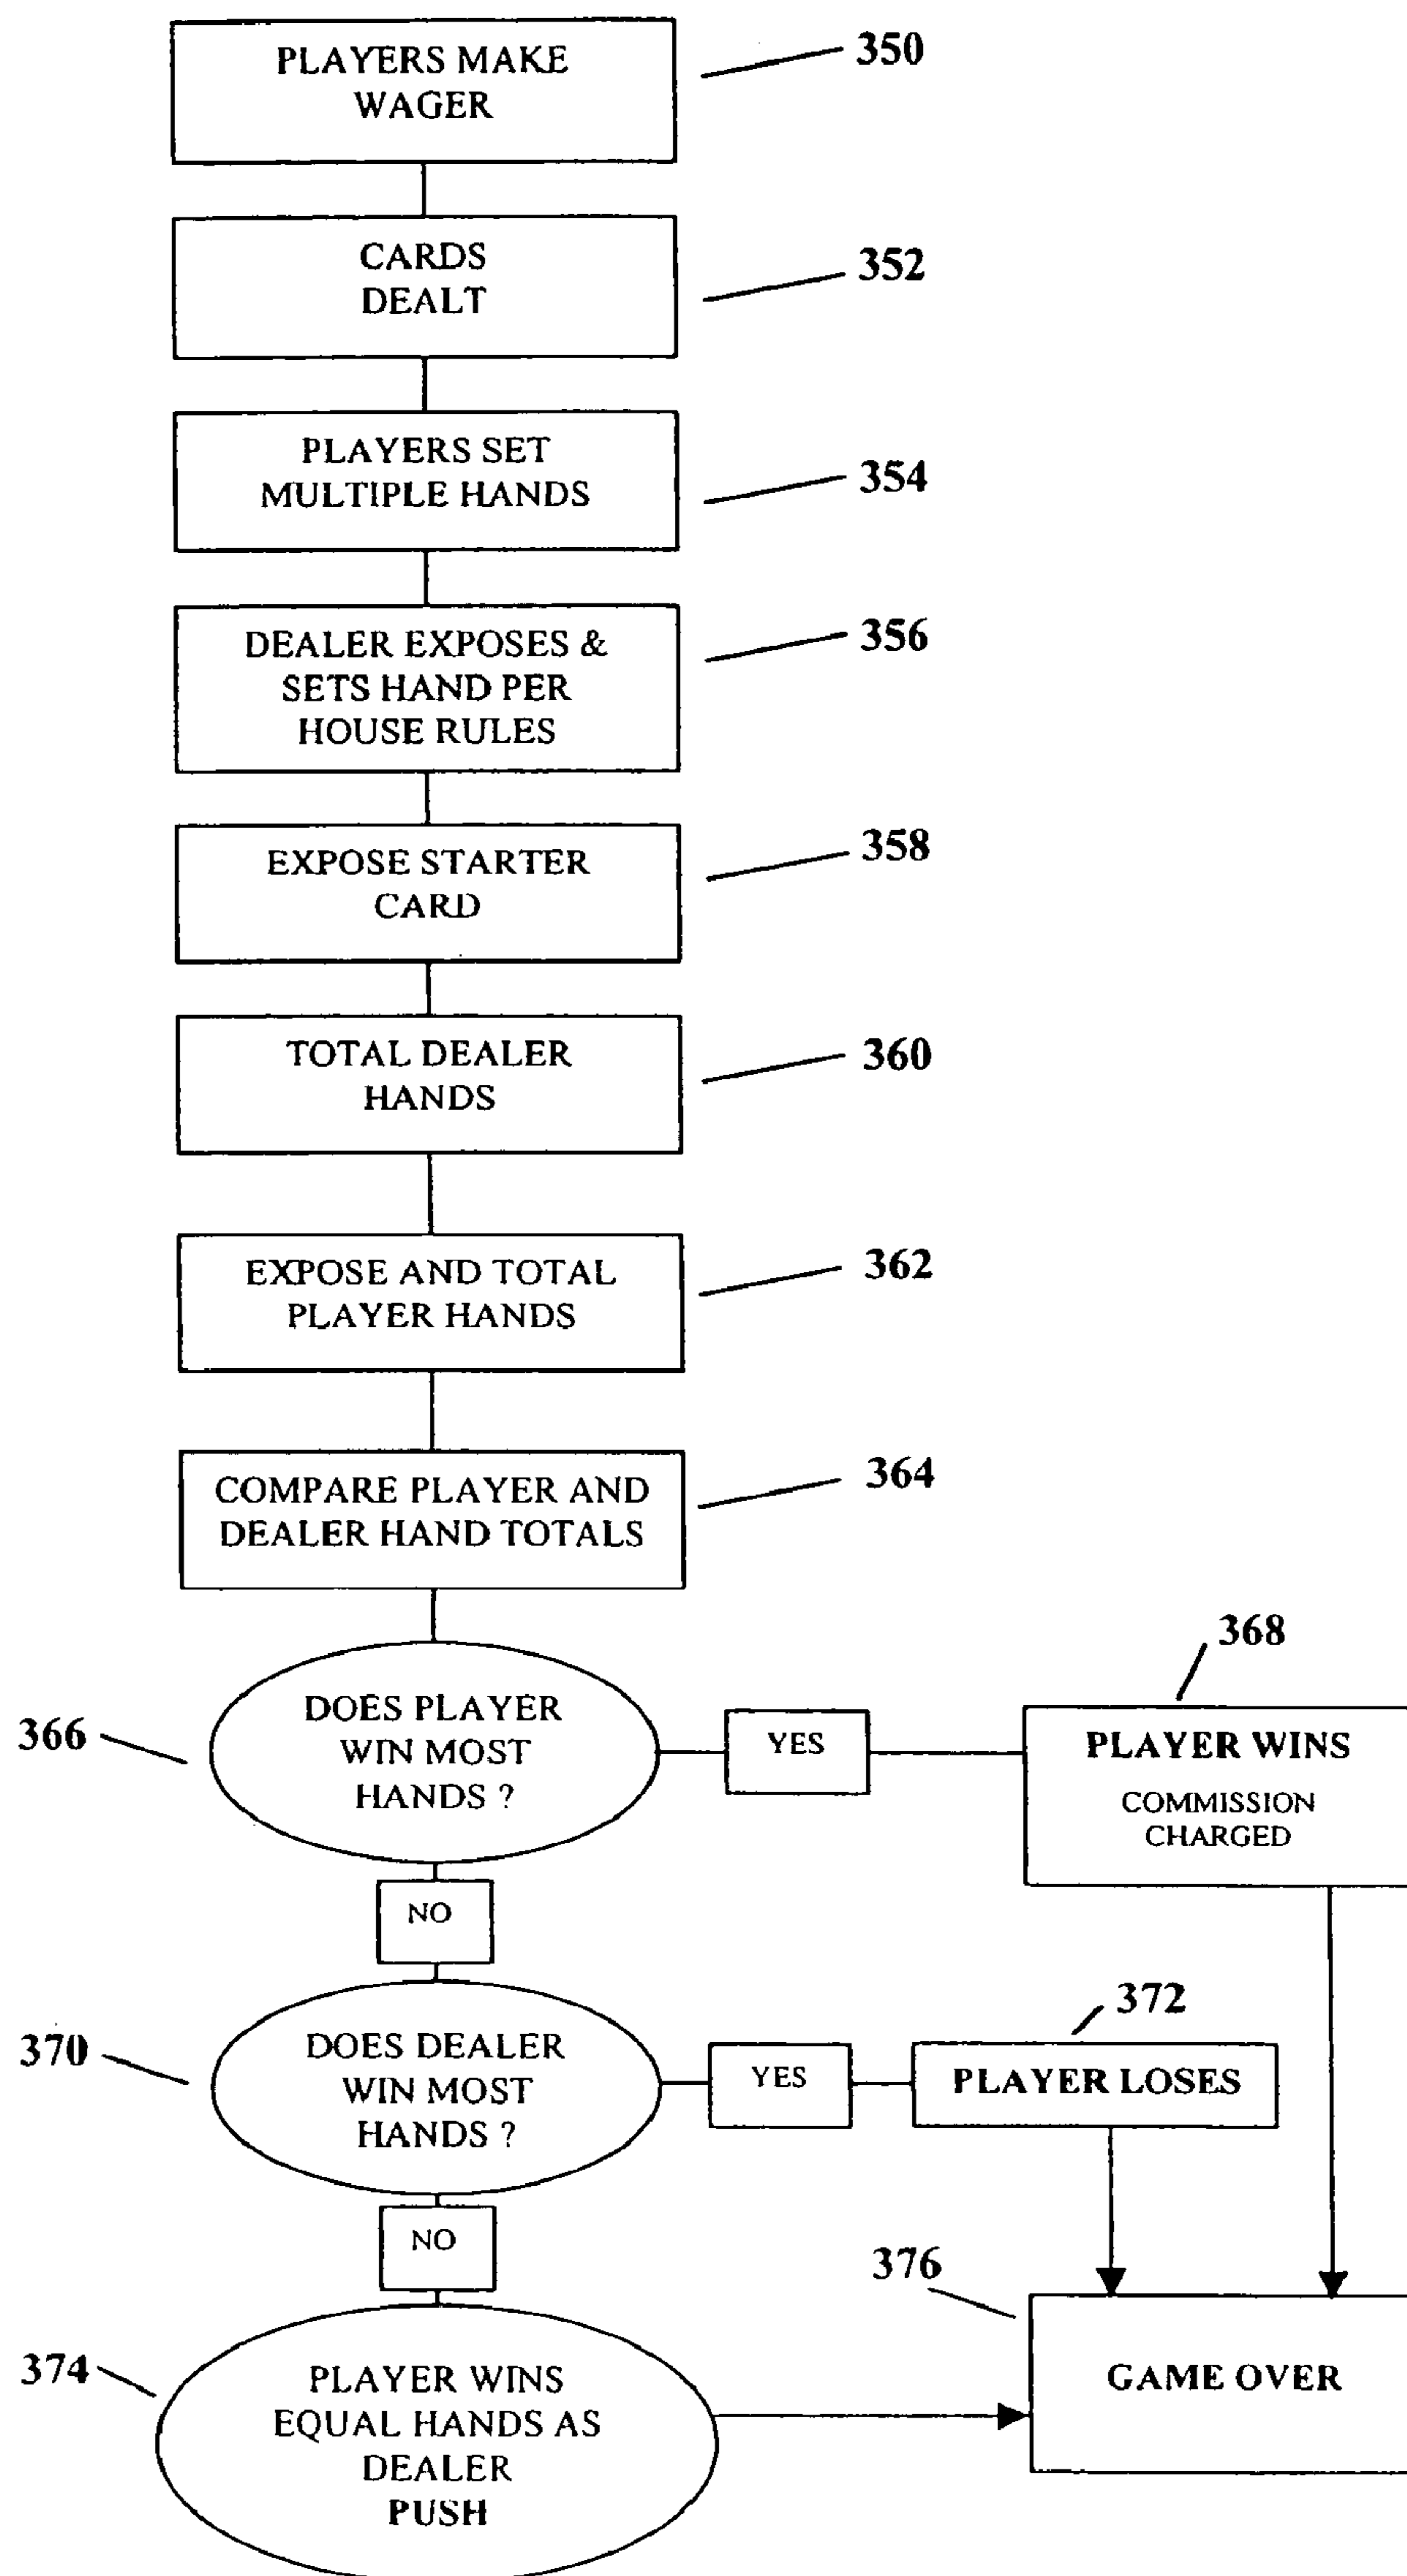 PLAYERS MAKE
WAGER
350
CARDS
DEALT
352
PLAYERS SET
MULTIPLE HANDS
354
DEALER EXPOSES &
SETS HAND PER
HOUSE RULES
356
EXPOSE STARTER
CARD
358
TOTAL DEALER
HANDS
360
EXPOSE AND TOTAL
PLAYER HANDS
362
COMPARE PLAYER AND
DEALER HAND TOTALS
364
366
DOES PLAYER
WIN MOST
HANDS ?
YES
368
PLAYER WINS
COMMISSION
CHARGED
NO
370
DOES DEALER
WIN MOST
HANDS ?
YES
372
PLAYER LOSES
NO
374
PLAYER WINS
EQUAL HANDS AS
DEALER
PUSH
376
GAME OVER